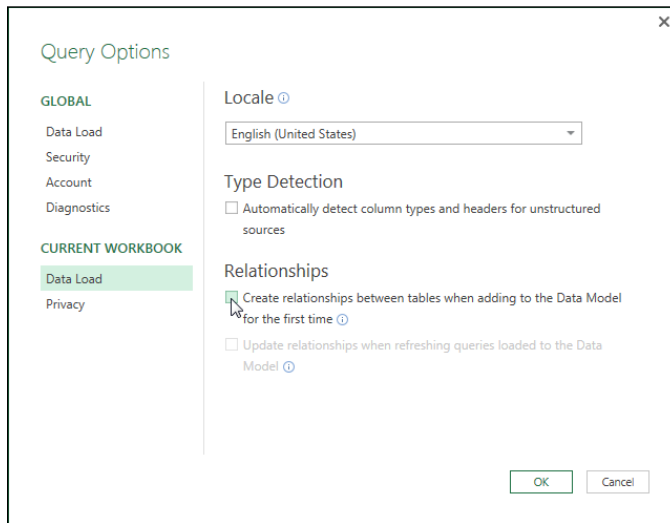 Query Options
GLOBAL
Data Load
Security
Account
Diagnostics
CURRENT WORKBOOK
Data Load
Privacy
Locale
English (United States)
Type Detection
Automatically detect column types and headers for unstructured
sources
Relationships
Create relationships between tables when adding to the Data Model
for the first time
Update relationships when refreshing queries loaded to the Data
Model
OK
Cancel